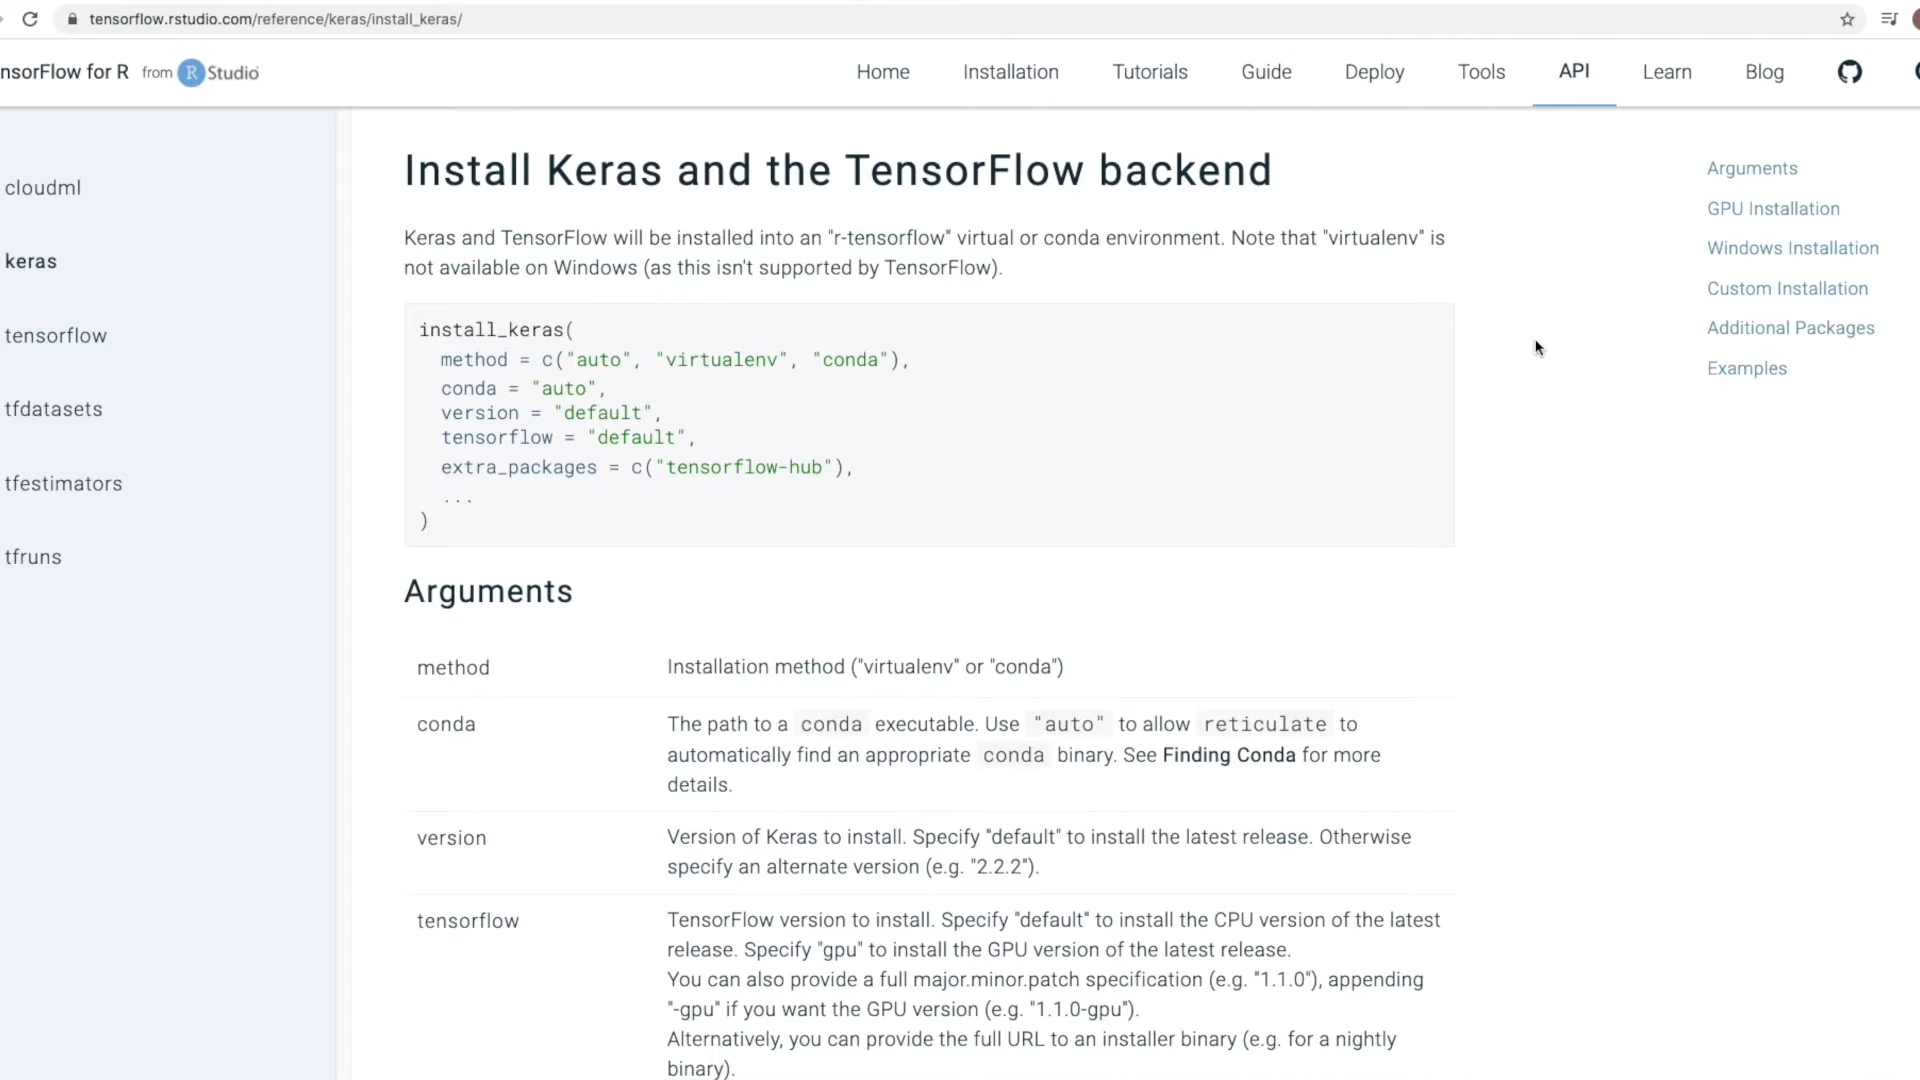 tensorflow.rstudio.com/reference/keras/install_keras/
nsorFlow for R from R Studio
Home Installation Tutorials Guide Deploy Tools API Learn Blog
cloudml
keras
tensorflow
tfdatasets
tfestimators
tfruns
Install Keras and the TensorFlow backend
Keras and TensorFlow will be installed into an "r-tensorflow" virtual or conda environment. Note that "virtualenv" is
not available on Windows (as this isn't supported by TensorFlow).
install_keras(
method = c("auto", "virtualenv", "conda"),
conda = "auto",
version = "default",
tensorflow = "default",
extra_packages = c("tensorflow-hub"),
...
)
Arguments
method Installation method ("virtualenv" or "conda")
conda The path to a conda executable. Use "auto" to allow reticulate to
automatically find an appropriate conda binary. See Finding Conda for more
details.
version Version of Keras to install. Specify "default" to install the latest release. Otherwise
specify an alternate version (e.g. "2.2.2").
tensorflow TensorFlow version to install. Specify "default" to install the CPU version of the latest
release. Specify "gpu" to install the GPU version of the latest release.
You can also provide a full major.minor.patch specification (e.g. "1.1.0"), appending
"-gpu" if you want the GPU version (e.g. "1.1.0-gpu").
Alternatively, you can provide the full URL to an installer binary (e.g. for a nightly
binary).
Arguments
GPU Installation
Windows Installation
Custom Installation
Additional Packages
Examples